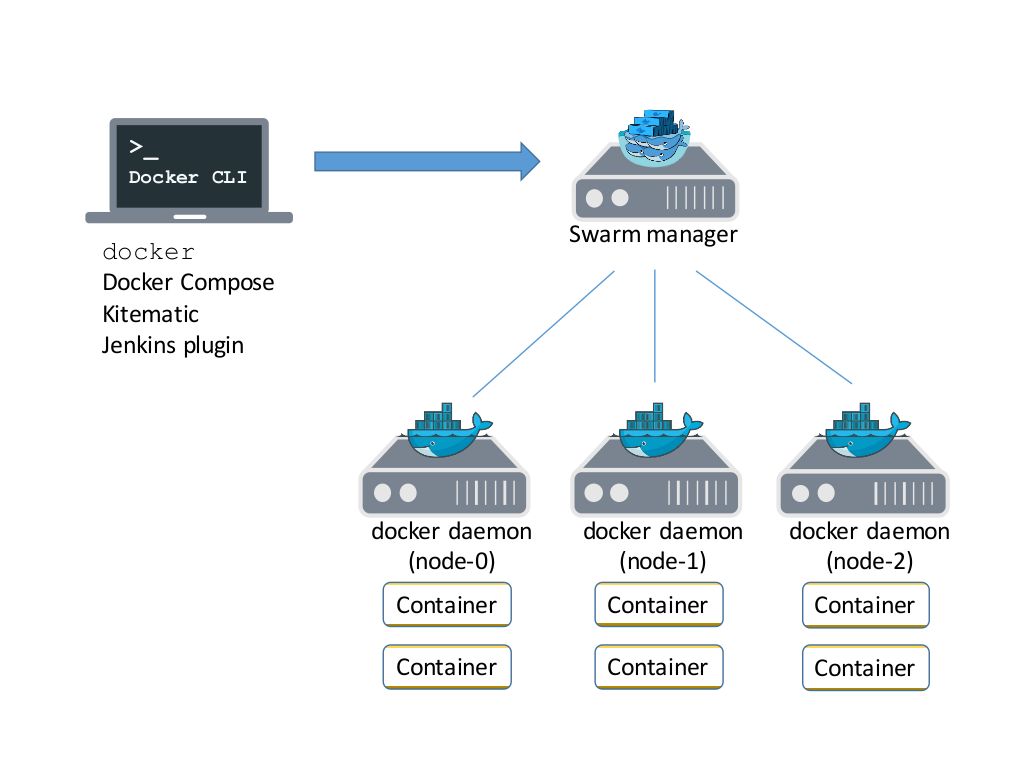 >_
Docker CLI
docker
Docker Compose
Kitematic
Jenkins plugin
Swarm manager
docker daemon
(node-0)
Container
Container
docker daemon
(node-1)
Container
Container
docker daemon
(node-2)
Container
Container